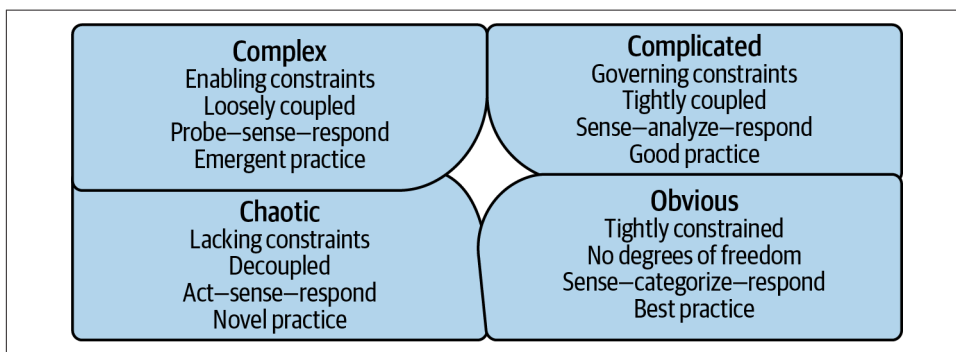 Complex
Enabling constraints
Loosely coupled
Probe–sense–respond
Emergent practice
Complicated
Governing constraints
Tightly coupled
Sense–analyze–respond
Good practice
Chaotic
Lacking constraints
Decoupled
Act–sense–respond
Novel practice
Obvious
Tightly constrained
No degrees of freedom
Sense–categorize–respond
Best practice